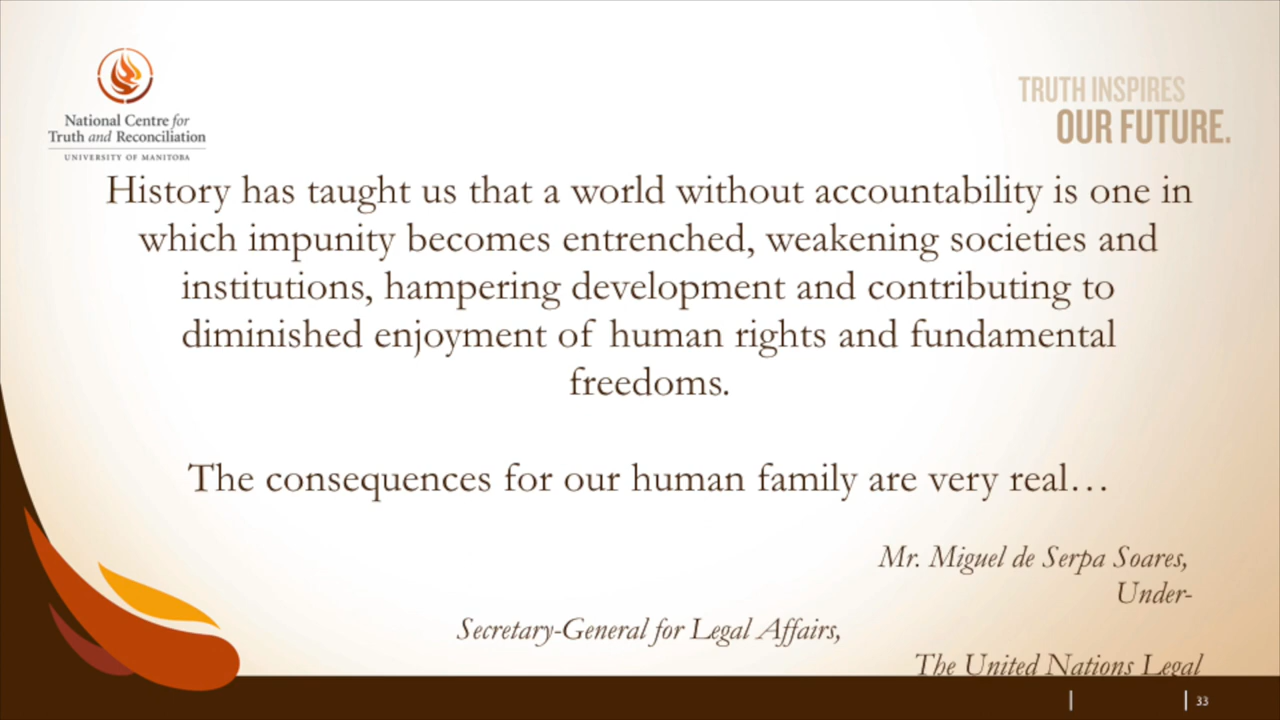 National Centre for
Truth and Reconciliation
UNIVERSITY OF MANITOBA
TRUTH INSPIRES
OUR FUTURE.
History has taught us that a world without accountability is one in
which impunity becomes entrenched, weakening societies and
institutions, hampering development and contributing to
diminished enjoyment of human rights and fundamental
freedoms.
The consequences for our human family are very real…
Mr. Miguel de Serpa Soares,
Under-
Secretary-General for Legal Affairs,
The United Nations Legal
33